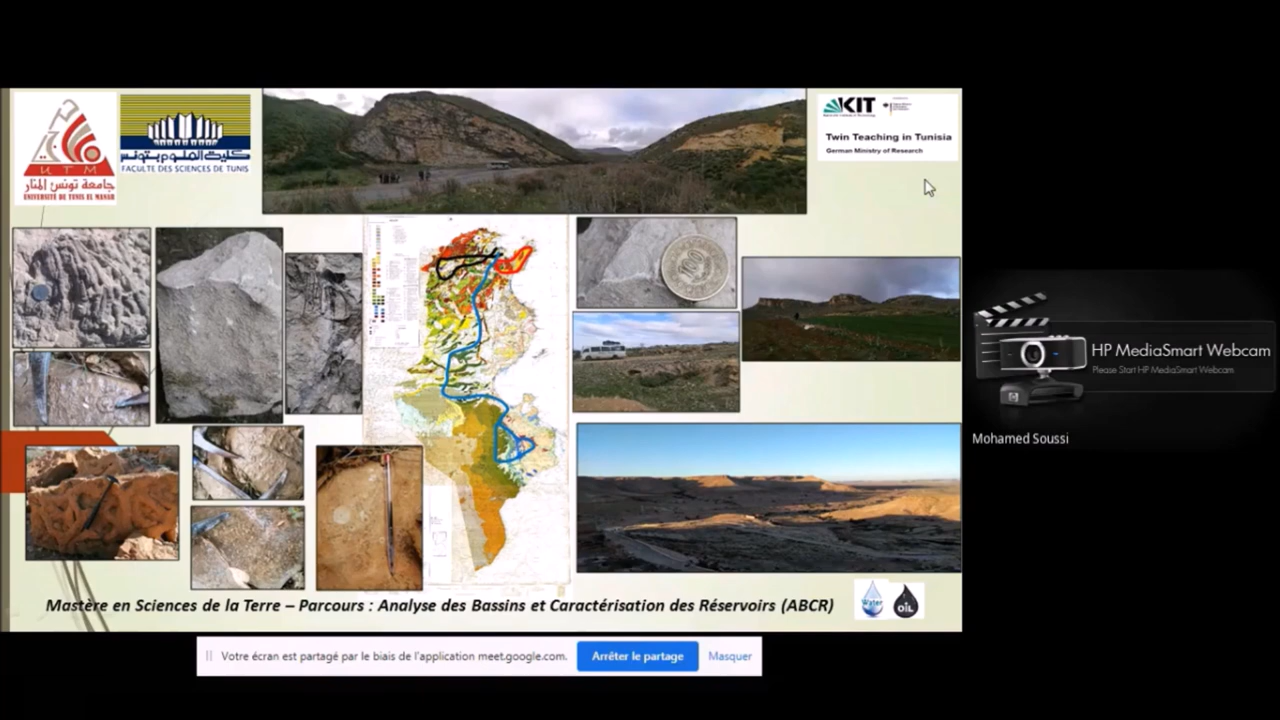 UTM
جامعة تونس المنار
UNIVERSITÉ DE TUNIS EL MANAR
كلية العلوم بتونس
FACULTE DES SCIENCES DE TUNIS
KIT
Twin Teaching in Tunisia
German Ministry of Research
100
HP MediaSmart Webcam
Please Start HP MediaSmart Webcam
Mohamed Soussi
Mastère en Sciences de la Terre – Parcours : Analyse des Bassins et Caractérisation des Réservoirs (ABCR)
Water
OIL
Votre écran est partagé par le biais de l'application meet.google.com.
Arrêter le partage
Masquer